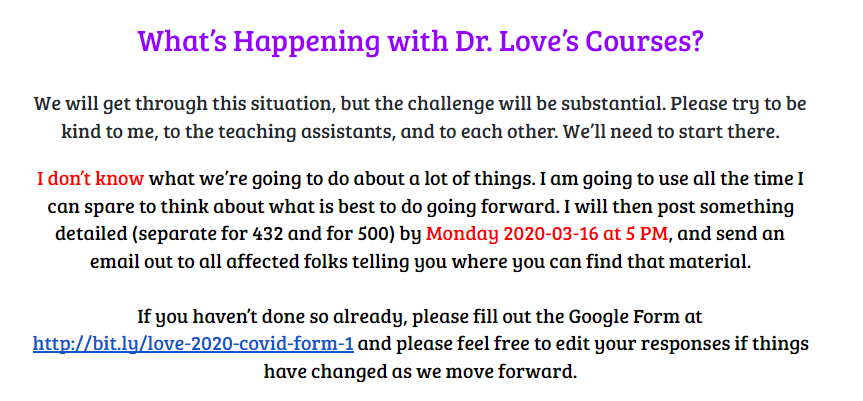 What's Happening with Dr. Love's Courses?
We will get through this situation, but the challenge will be substantial. Please try to be
kind to me, to the teaching assistants, and to each other. We'll need to start there.
I don't know what we're going to do about a lot of things. I am going to use all the time I
can spare to think about what is best to do going forward. I will then post something
detailed (separate for 432 and for 500) by Monday 2020-03-16 at 5 PM, and send an
email out to all affected folks telling you where you can find that material.
If you haven't done so already, please fill out the Google Form at
http://bit.ly/love-2020-covid-form-1 and please feel free to edit your responses if things
have changed as we move forward.